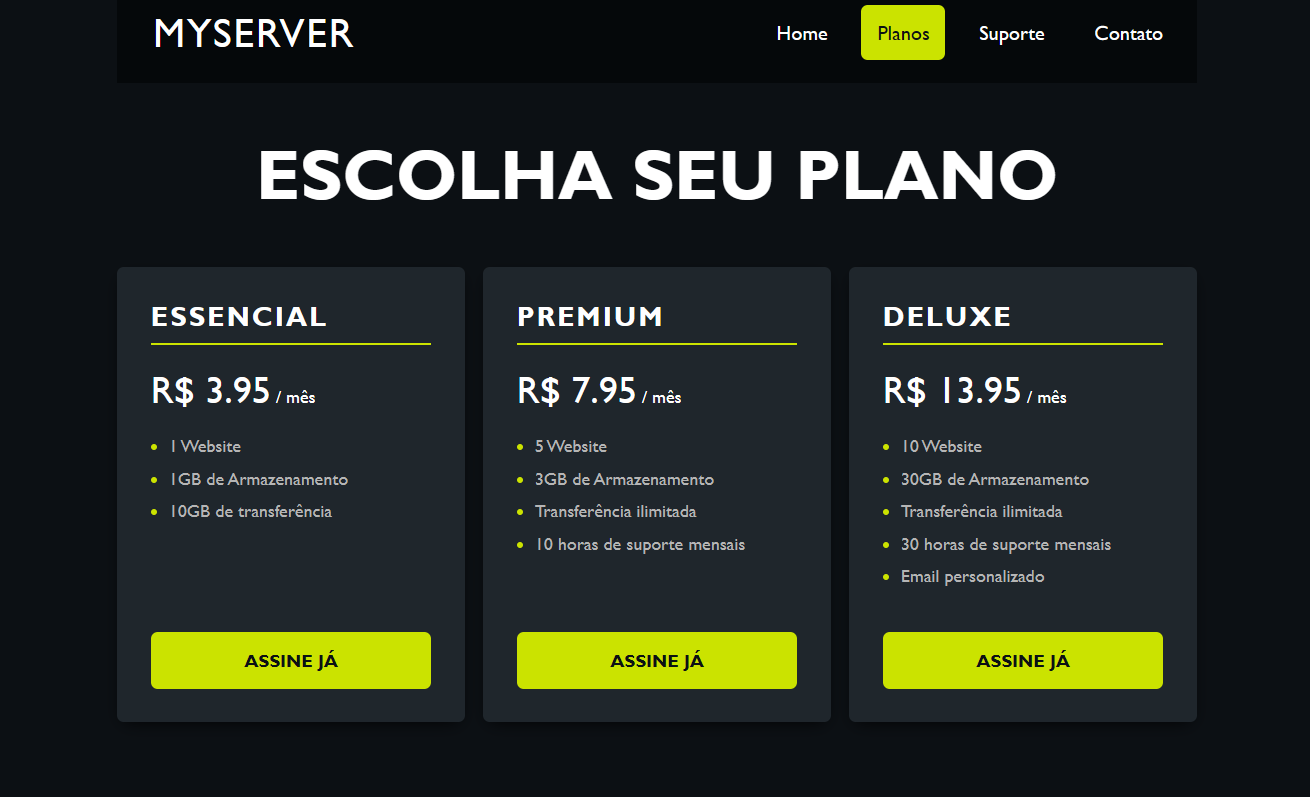 MYSERVER
Home
Planos
Suporte
Contato
ESCOLHA SEU PLANO
ESSENCIAL
R$ 3.95 / mês
1 Website
1GB de Armazenamento
10GB de transferência
ASSINE JÁ
PREMIUM
R$ 7.95 / mês
5 Website
3GB de Armazenamento
Transferência ilimitada
10 horas de suporte mensais
ASSINE JÁ
DELUXE
R$ 13.95 / mês
10 Website
30GB de Armazenamento
Transferência ilimitada
30 horas de suporte mensais
Email personalizado
ASSINE JÁ